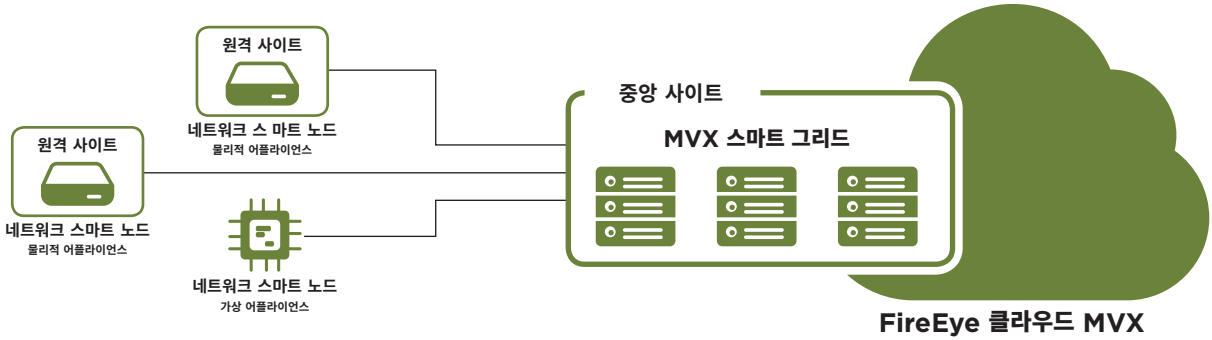 원격 사이트
네트워크 스 마트 노드
물리적 어플라이언스
원격 사이트
네트워크 스마트 노드
물리적 어플라이언스
네트워크 스마트 노드
가상 어플라이언스
중앙 사이트
MVX 스마트 그리드
FireEye 클라우드 MVX